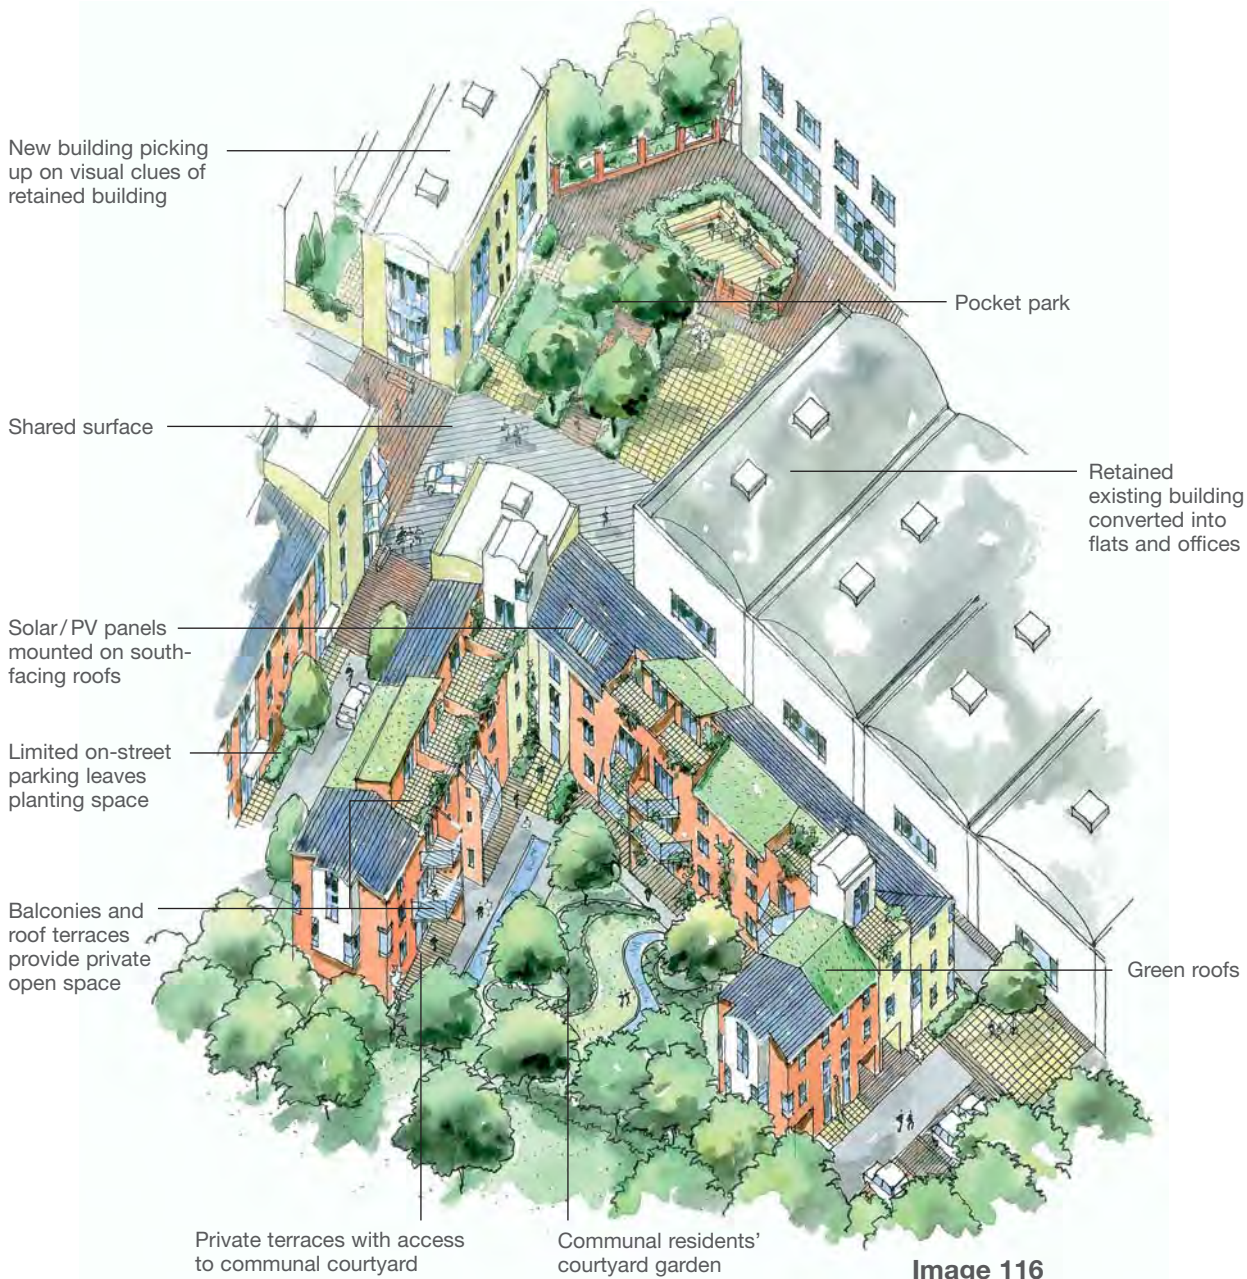 New building picking
up on visual clues of
retained building
Pocket park
Shared surface
Retained
existing building
converted into
flats and offices
Solar/PV panels
mounted on south-
facing roofs
Limited on-street
parking leaves
planting space
Balconies and
roof terraces
provide private
open space
Green roofs
Private terraces with access
to communal courtyard
Communal residents’
courtyard garden
Image 116